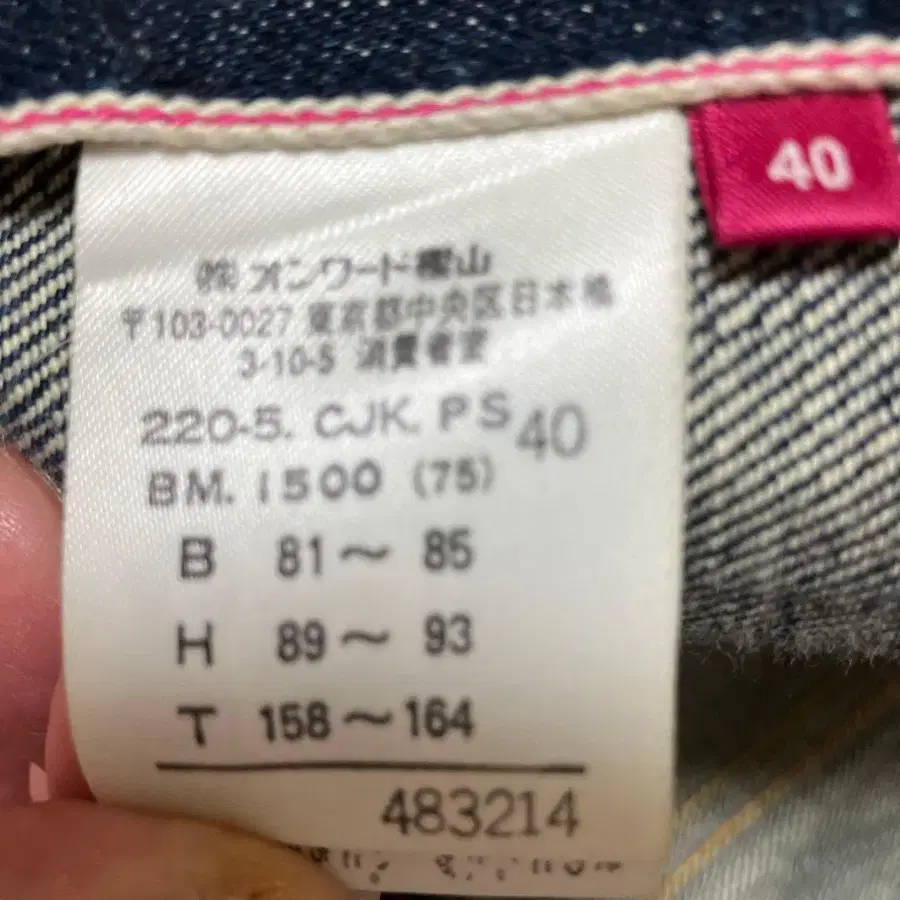 40
㈱オンワード樫山
〒103-0027 東京都中央区日本橋
3-10-5 消費者室
220-5. CJK. PS 40
BM. 1500 (75)
B 81〜 85
H 89〜 93
T 158〜164
483214